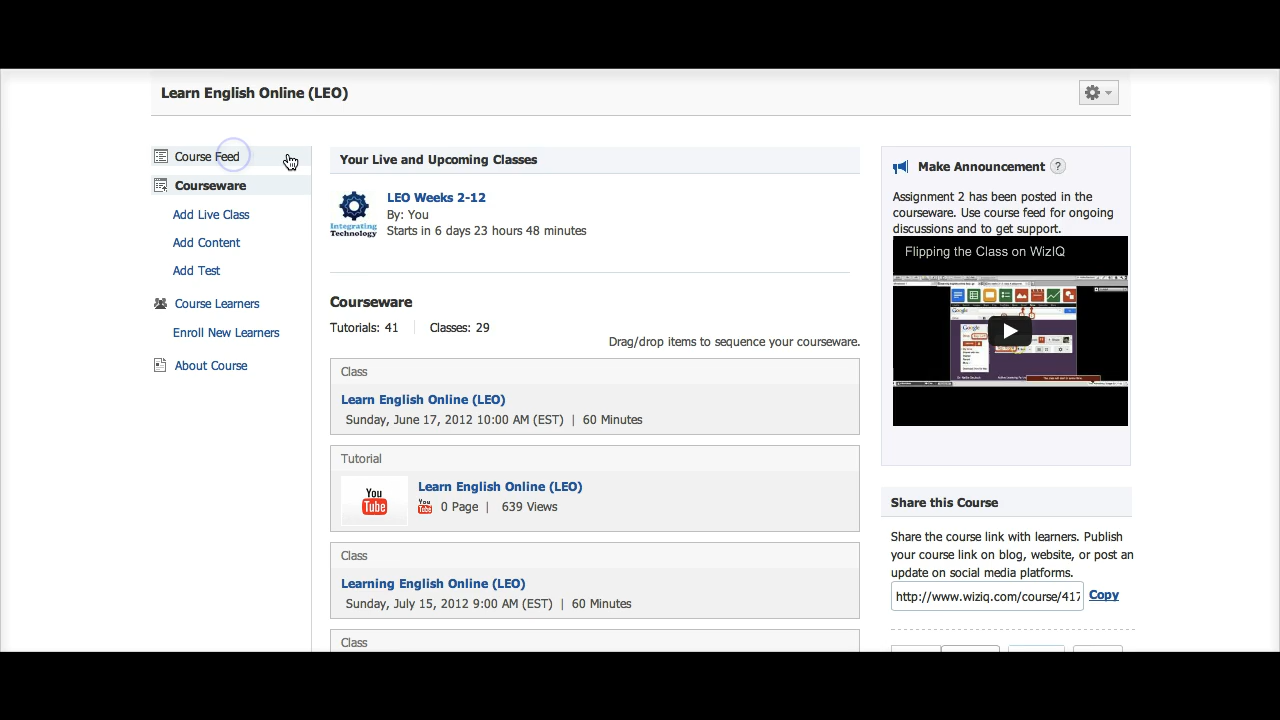 Learn English Online (LEO)
Course Feed
Courseware
Add Live Class
Add Content
Add Test
Course Learners
Enroll New Learners
About Course
Your Live and Upcoming Classes
Integrating
Technology
LEO Weeks 2-12
By: You
Starts in 6 days 23 hours 48 minutes
Courseware
Tutorials: 41 Classes: 29
Drag/drop items to sequence your courseware.
Class
Learn English Online (LEO)
Sunday, June 17, 2012 10:00 AM (EST) | 60 Minutes
Tutorial
You
Tube
Learn English Online (LEO)
You
Tube
0 Page | 639 Views
Class
Learning English Online (LEO)
Sunday, July 15, 2012 9:00 AM (EST) | 60 Minutes
Class
Make Announcement ?
Assignment 2 has been posted in the
courseware. Use course feed for ongoing
discussions and to get support.
Flipping the Class on WizIQ
Google
Share this Course
Share the course link with learners. Publish
your course link on blog, website, or post an
update on social media platforms.
http://www.wiziq.com/course/417 Copy